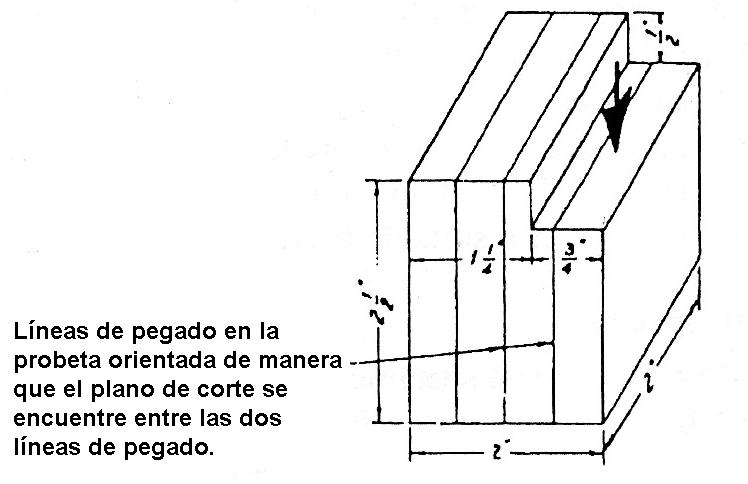 1/2"
1 1/4"
3/4"
2 1/2"
Líneas de pegado en la
probeta orientada de manera
que el plano de corte se
encuentre entre las dos
líneas de pegado.
2"
2"